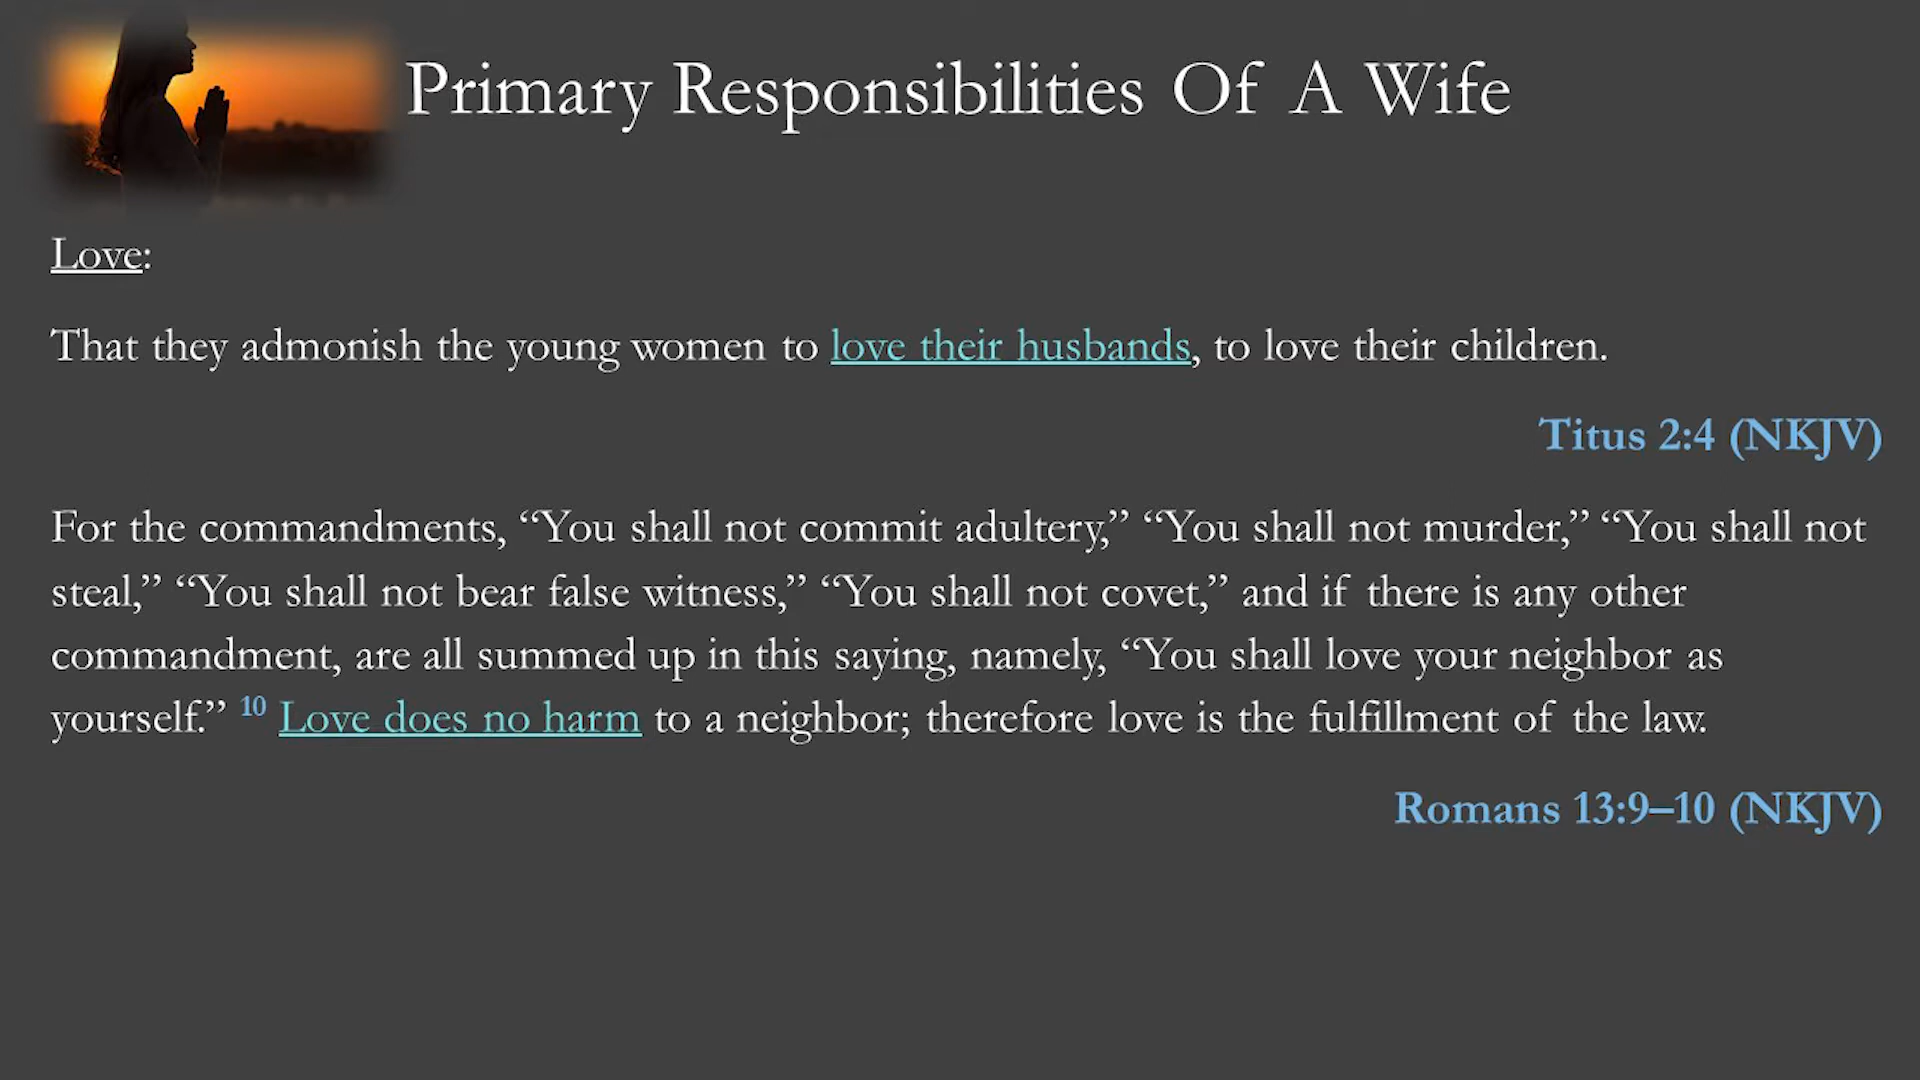 Primary Responsibilities Of A Wife
Love:
That they admonish the young women to love their husbands, to love their children.
Titus 2:4 (NKJV)
For the commandments, “You shall not commit adultery,” “You shall not murder,” “You shall not
steal,” “You shall not bear false witness,” “You shall not covet,” and if there is any other
commandment, are all summed up in this saying, namely, “You shall love your neighbor as
yourself.” 10 Love does no harm to a neighbor; therefore love is the fulfillment of the law.
Romans 13:9–10 (NKJV)